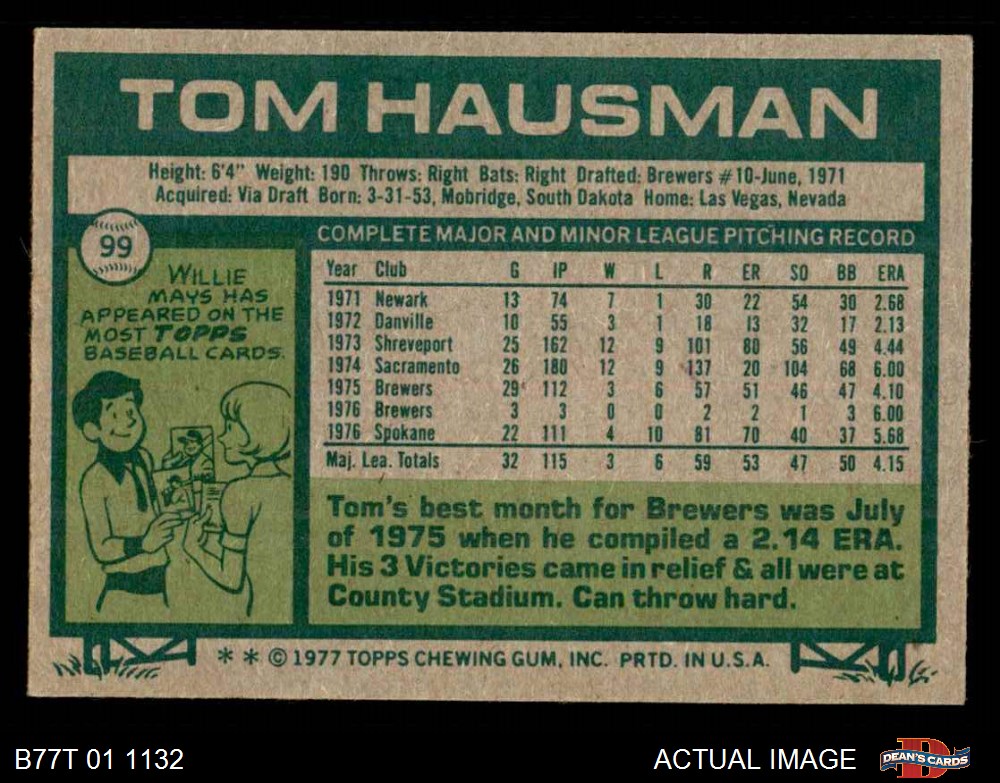 TOM HAUSMAN
Height: 6'4" Weight: 190 Throws: Right Bats: Right Drafted: Brewers #10-June, 1971
Acquired: Via Draft Born: 3-31-53, Mobridge, South Dakota Home: Las Vegas, Nevada
99
WILLIE
MAYS HAS
APPEARED ON THE
MOST TOPPS
BASEBALL CARDS.
COMPLETE MAJOR AND MINOR LEAGUE PITCHING RECORD
Year Club G IP W L R ER SO BB ERA
1971 Newark 13 74 7 1 30 22 54 30 2.68
1972 Danville 10 55 3 1 18 13 32 17 2.13
1973 Shreveport 25 162 12 9 101 80 56 49 4.44
1974 Sacramento 26 180 12 9 137 20 104 68 6.00
1975 Brewers 29 112 3 6 57 51 46 47 4.10
1976 Brewers 3 3 0 0 2 2 1 3 6.00
1976 Spokane 22 111 4 10 81 70 40 37 5.68
Maj. Lea. Totals 32 115 3 6 59 53 47 50 4.15
Tom's best month for Brewers was July
of 1975 when he compiled a 2.14 ERA.
His 3 Victories came in relief & all were at
County Stadium. Can throw hard.
* * © 1977 TOPPS CHEWING GUM, INC. PRTD. IN U.S.A.
B77T 01 1132
ACTUAL IMAGE
DEAN'S CARDS